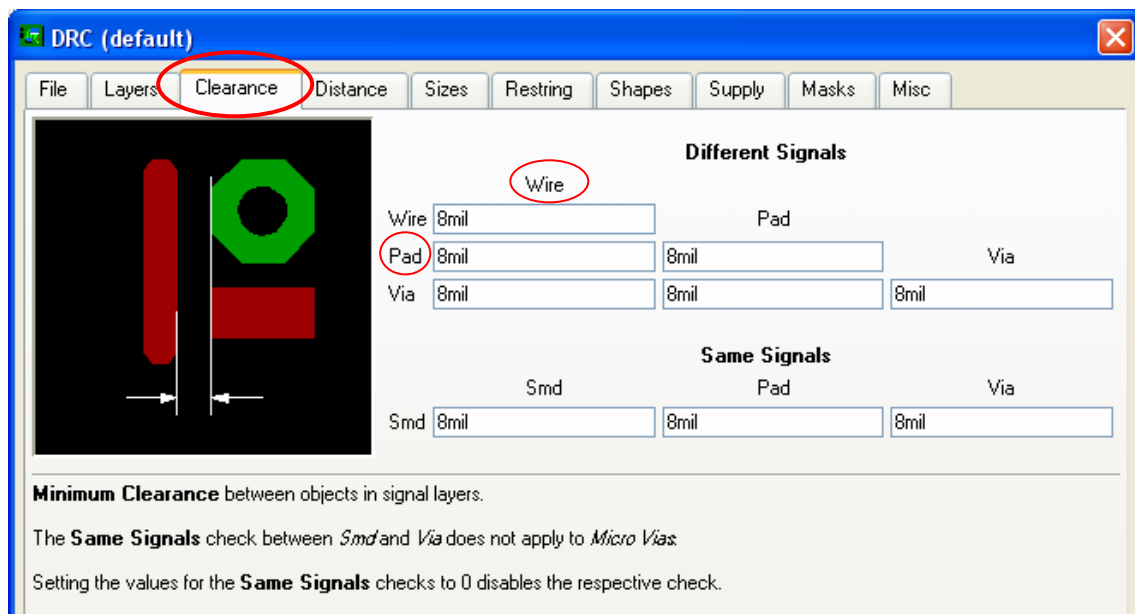 DRC (default)
File Layers Clearance Distance Sizes Restring Shapes Supply Masks Misc
Different Signals
Wire
Wire 8mil Pad
Pad 8mil 8mil Via
Via 8mil 8mil 8mil
Same Signals
Smd Pad Via
Smd 8mil 8mil 8mil
Minimum Clearance between objects in signal layers.
The Same Signals check between Smd and Via does not apply to Micro Vias.
Setting the values for the Same Signals checks to 0 disables the respective check.